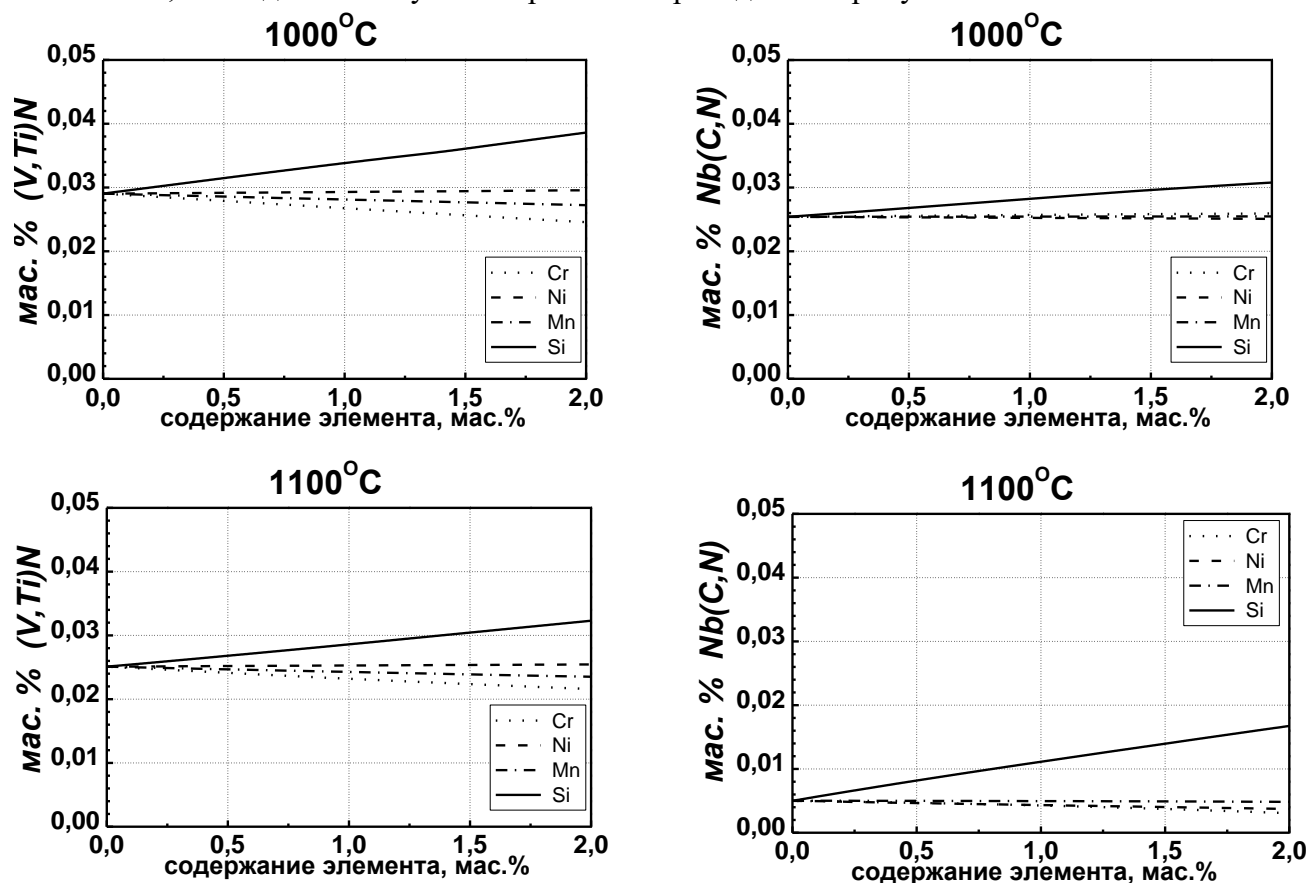 1000°C
мас. % (V,Ti)N
0,05
0,04
0,03
0,02
0,01
0,00
Cr
Ni
Mn
Si
0,0 0,5 1,0 1,5 2,0
содержание элемента, мас.%
1000°C
мас. % Nb(C,N)
0,05
0,04
0,03
0,02
0,01
0,00
Cr
Ni
Mn
Si
0,0 0,5 1,0 1,5 2,0
содержание элемента, мас.%
1100°C
мас. % (V,Ti)N
0,05
0,04
0,03
0,02
0,01
0,00
Cr
Ni
Mn
Si
0,0 0,5 1,0 1,5 2,0
содержание элемента, мас.%
1100°C
мас. % Nb(C,N)
0,05
0,04
0,03
0,02
0,01
0,00
Cr
Ni
Mn
Si
0,0 0,5 1,0 1,5 2,0
содержание элемента, мас.%